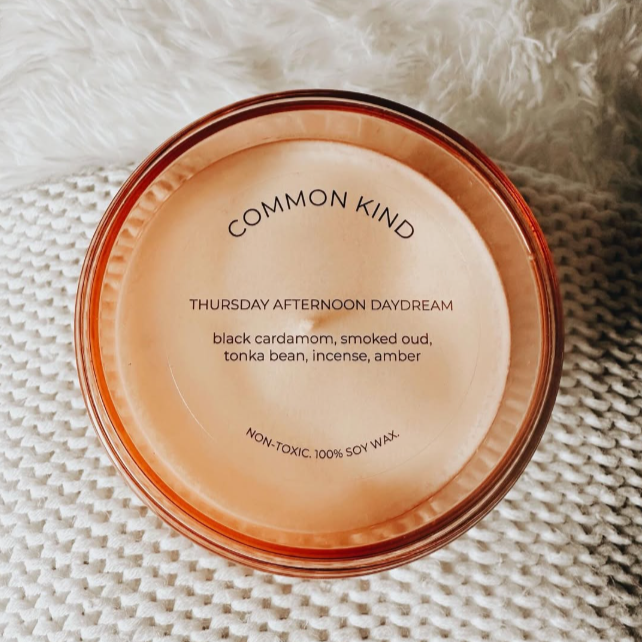 COMMON KIND
THURSDAY AFTERNOON DAYDREAM
black cardamom, smoked oud,
tonka bean, incense, amber
NON-TOXIC. 100% SOY WAX.